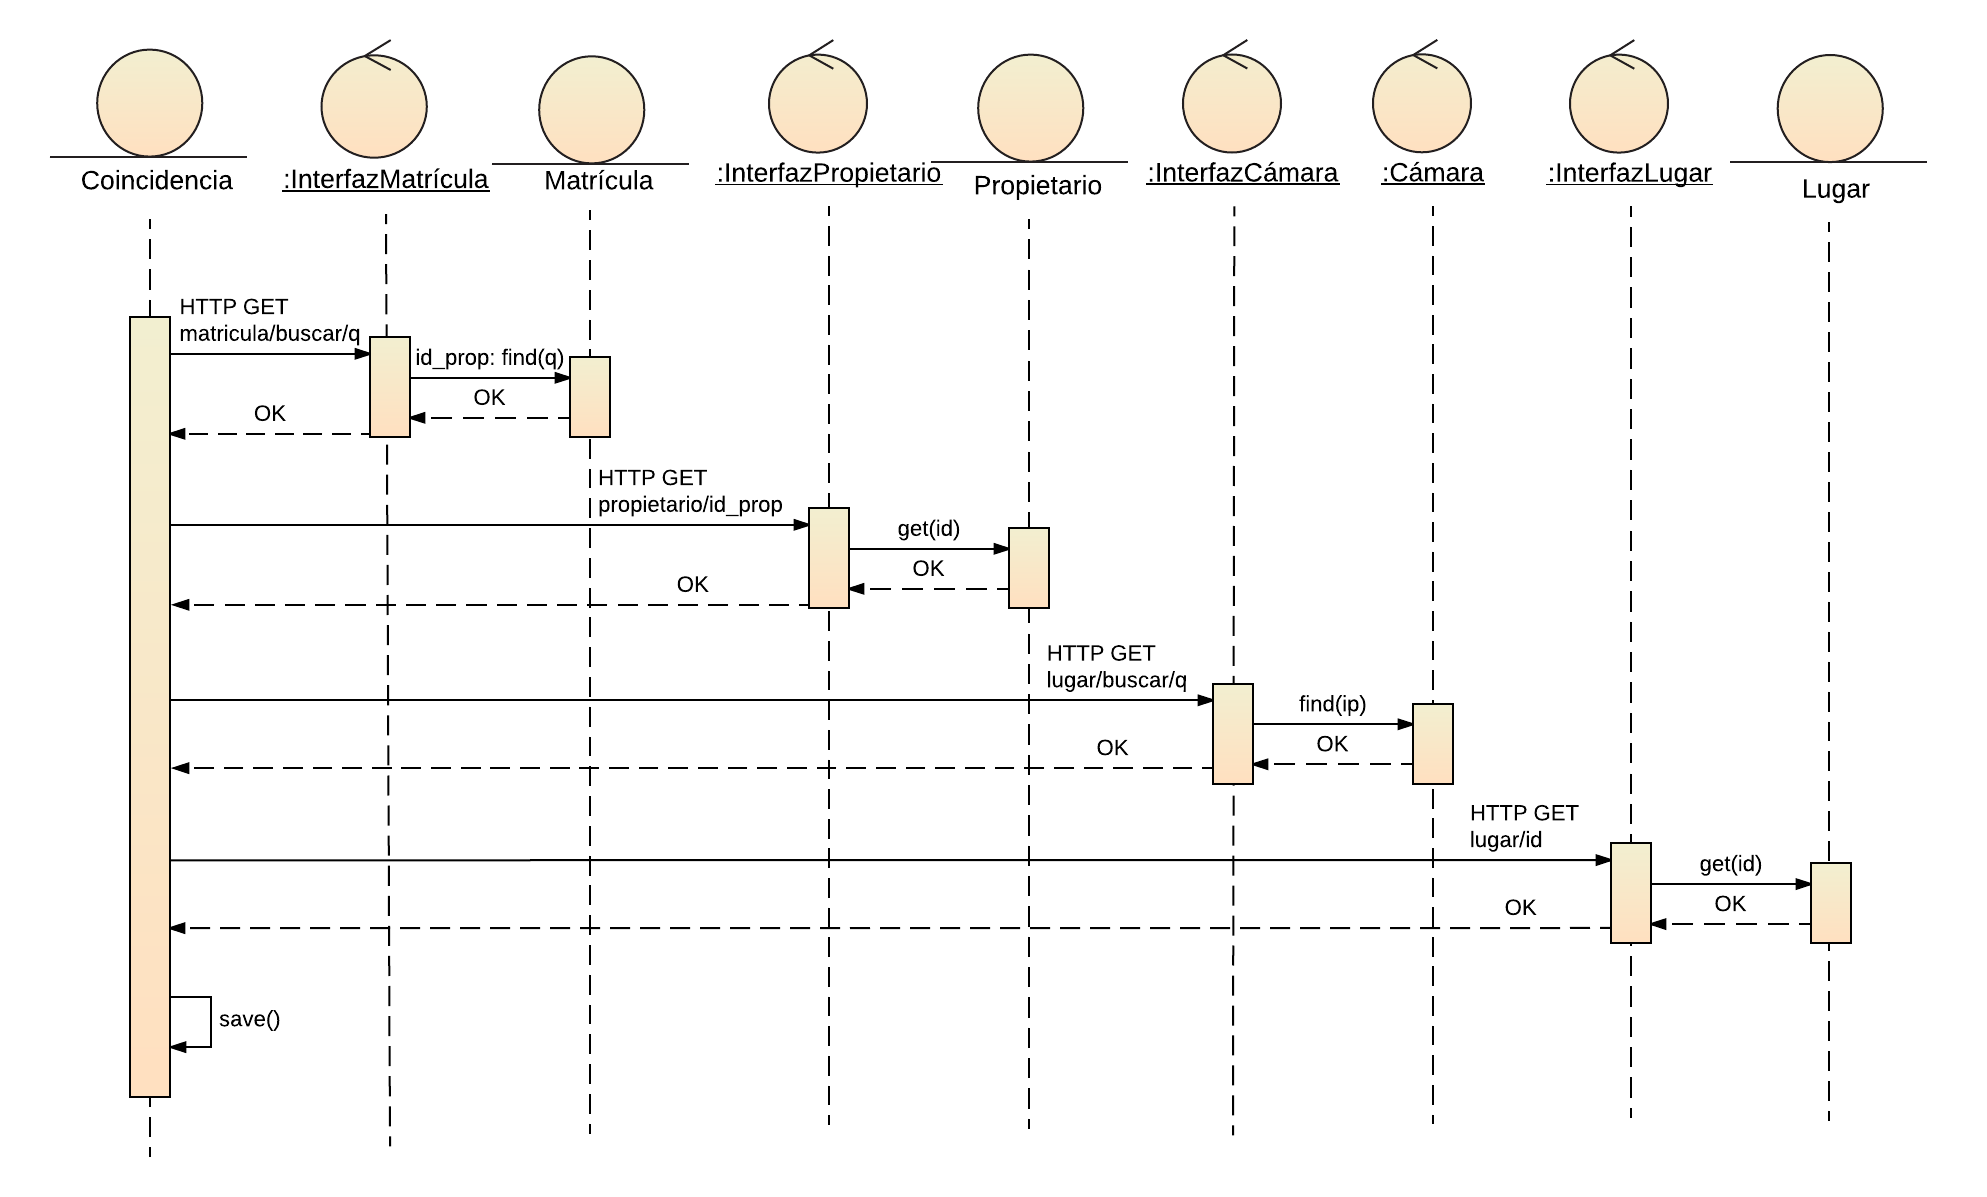 Coincidencia
:InterfazMatrícula
Matrícula
:InterfazPropietario
Propietario
:InterfazCámara
:Cámara
:InterfazLugar
Lugar
HTTP GET
matricula/buscar/q
id_prop: find(q)
OK
OK
HTTP GET
propietario/id_prop
get(id)
OK
OK
HTTP GET
lugar/buscar/q
find(ip)
OK
OK
HTTP GET
lugar/id
get(id)
OK
OK
save()